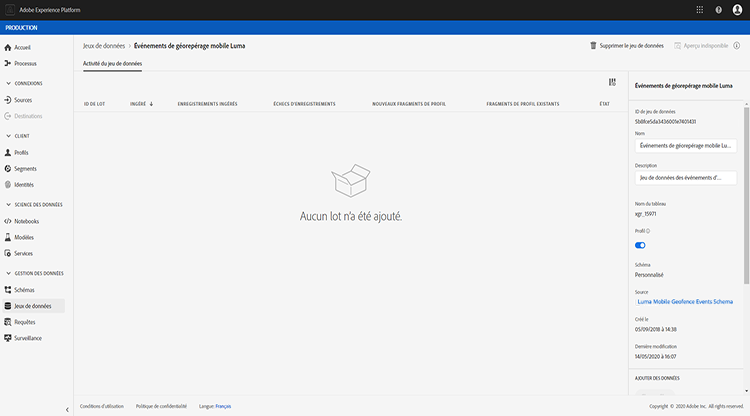 Adobe Experience Platform
PRODUCTION
Accueil
Processus
CONNEXIONS
Sources
Destinations
CLIENT
Profils
Segments
Identités
SCIENCE DES DONNÉES
Notebooks
Modèles
Services
GESTION DES DONNÉES
Schémas
Jeux de données
Requêtes
Surveillance
Jeux de données > Événements de géorepérage mobile Luma
Supprimer le jeu de données
Aperçu indisponible
Activité du jeu de données
ID DE LOT INGÉRÉ ↓ ENREGISTREMENTS INGÉRÉS ÉCHECS D'ENREGISTREMENTS NOUVEAUX FRAGMENTS DE PROFIL FRAGMENTS DE PROFIL EXISTANTS ÉTAT
Aucun lot n'a été ajouté.
Événements de géorepérage mobile Luma
ID de jeu de données
5b8fce5da3436001e7401431
Nom
Événements de géorepérage mobile Lu...
Description
Jeu de données des événements d'...
Nom du tableau
xgr_15971
Profil
Schéma
Personnalisé
Source
Luma Mobile Geofence Events Schema
Créé le
05/09/2018 à 14:38
Dernière modification
14/05/2020 à 16:07
AJOUTER DES DONNÉES
Conditions d'utilisation Politique de confidentialité Langue: Français
Copyright © 2020 Adobe Inc. All rights reserved.